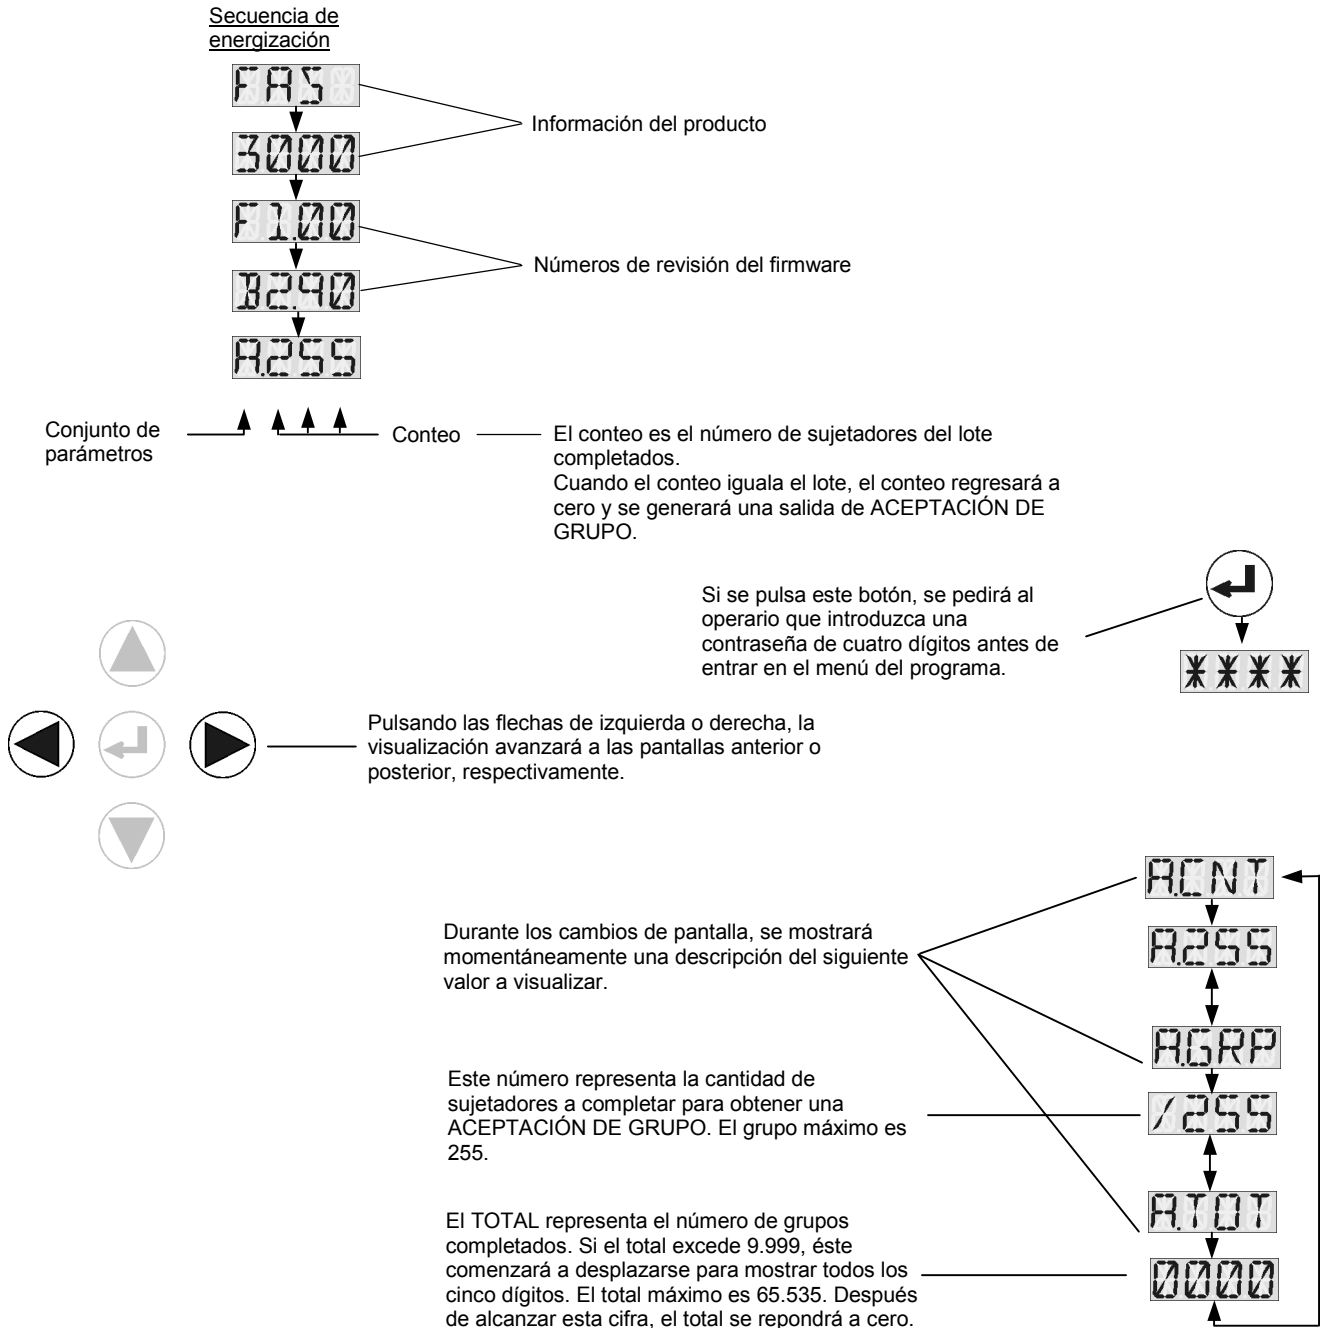 Secuencia de
energización
FAS
3000
Información del producto
F1.00
B2.90
Números de revisión del firmware
A.255
Conjunto de
parámetros
Conteo
El conteo es el número de sujetadores del lote
completados.
Cuando el conteo iguala el lote, el conteo regresará a
cero y se generará una salida de ACEPTACIÓN DE
GRUPO.
Si se pulsa este botón, se pedirá al
operario que introduzca una
contraseña de cuatro dígitos antes de
entrar en el menú del programa.
****
Pulsando las flechas de izquierda o derecha, la
visualización avanzará a las pantallas anterior o
posterior, respectivamente.
A.CNT
A.255
Durante los cambios de pantalla, se mostrará
momentáneamente una descripción del siguiente
valor a visualizar.
A.GRP
/255
Este número representa la cantidad de
sujetadores a completar para obtener una
ACEPTACIÓN DE GRUPO. El grupo máximo es
255.
A.TOT
0000
El TOTAL representa el número de grupos
completados. Si el total excede 9.999, éste
comenzará a desplazarse para mostrar todos los
cinco dígitos. El total máximo es 65.535. Después
de alcanzar esta cifra, el total se repondrá a cero.